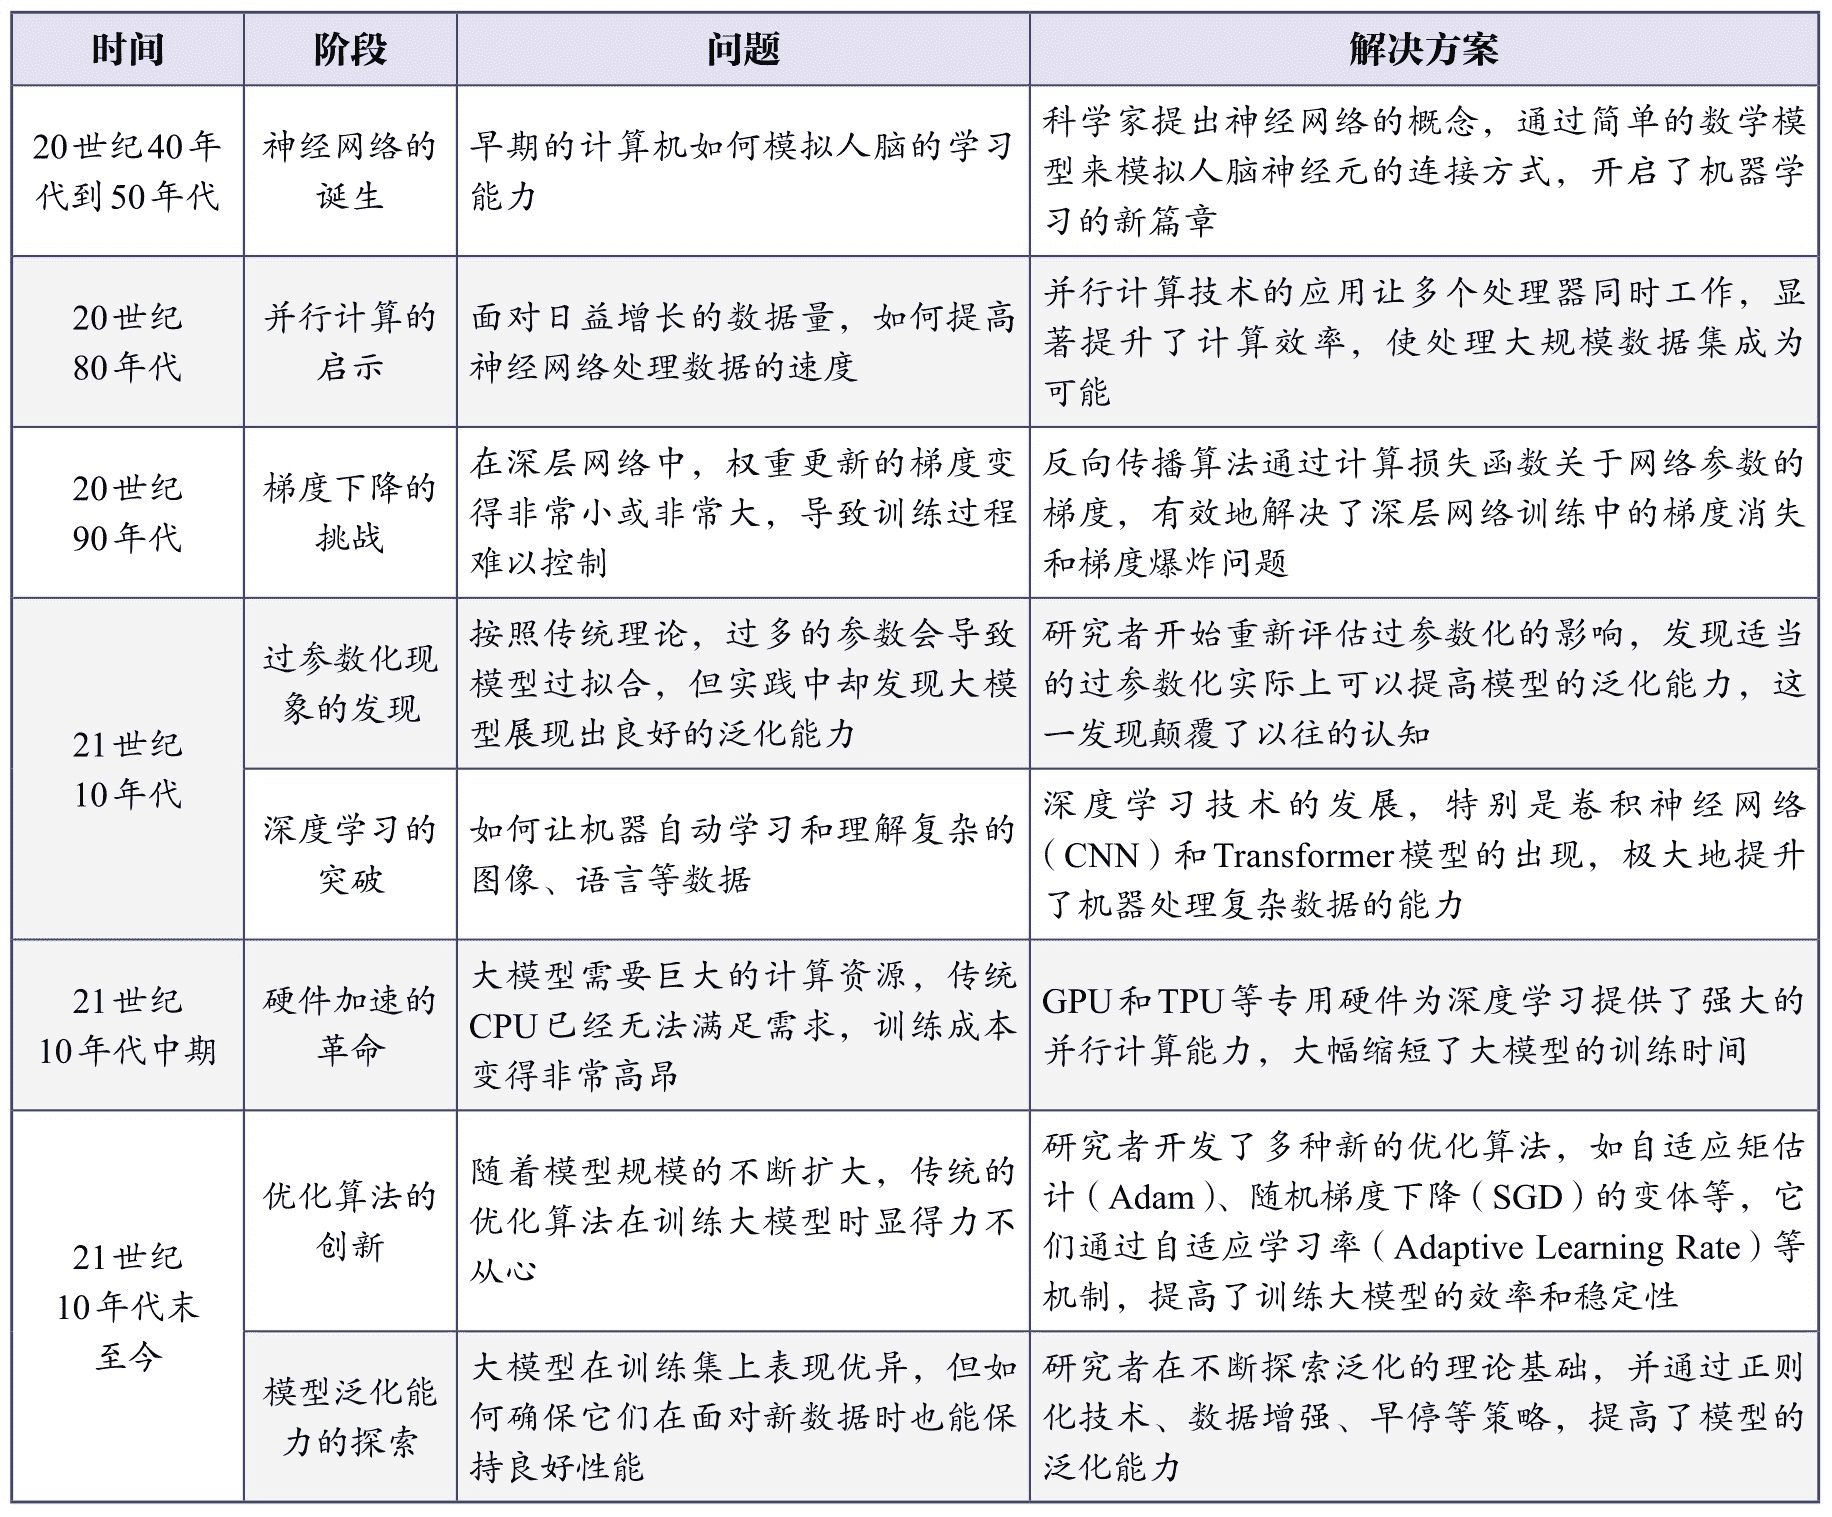 时间
阶段
问题
解决方案
20世纪40年
代到50年代
神经网络的
诞生
早期的计算机如何模拟人脑的学习
能力
科学家提出神经网络的概念，通过简单的数学模
型来模拟人脑神经元的连接方式，开启了机器学
习的新篇章
20世纪
80年代
并行计算的
启示
面对日益增长的数据量，如何提高
神经网络处理数据的速度
并行计算技术的应用让多个处理器同时工作，显
著提升了计算效率，使处理大规模数据集成为
可能
20世纪
90年代
梯度下降的
挑战
在深层网络中，权重更新的梯度变
得非常小或非常大，导致训练过程
难以控制
反向传播算法通过计算损失函数关于网络参数的
梯度，有效地解决了深层网络训练中的梯度消失
和梯度爆炸问题
21世纪
10年代
过参数化现
象的发现
按照传统理论，过多的参数会导致
模型过拟合，但实践中却发现大模
型展现出良好的泛化能力
研究者开始重新评估过参数化的影响，发现适当
的过参数化实际上可以提高模型的泛化能力，这
一发现颠覆了以往的认知
深度学习的
突破
如何让机器自动学习和理解复杂的
图像、语言等数据
深度学习技术的发展，特别是卷积神经网络
（CNN）和Transformer模型的出现，极大地提升
了机器处理复杂数据的能力
21世纪
10年代中期
硬件加速的
革命
大模型需要巨大的计算资源，传统
CPU已经无法满足需求，训练成本
变得非常高昂
GPU和TPU等专用硬件为深度学习提供了强大的
并行计算能力，大幅缩短了大模型的训练时间
21世纪
10年代末
至今
优化算法的
创新
随着模型规模的不断扩大，传统的
优化算法在训练大模型时显得力不
从心
研究者开发了多种新的优化算法，如自适应矩估
计（Adam）、随机梯度下降（SGD）的变体等，它
们通过自适应学习率（Adaptive Learning Rate）等
机制，提高了训练大模型的效率和稳定性
模型泛化能
力的探索
大模型在训练集上表现优异，但如
何确保它们在面对新数据时也能保
持良好性能
研究者在不断探索泛化的理论基础，并通过正则
化技术、数据增强、早停等策略，提高了模型的
泛化能力